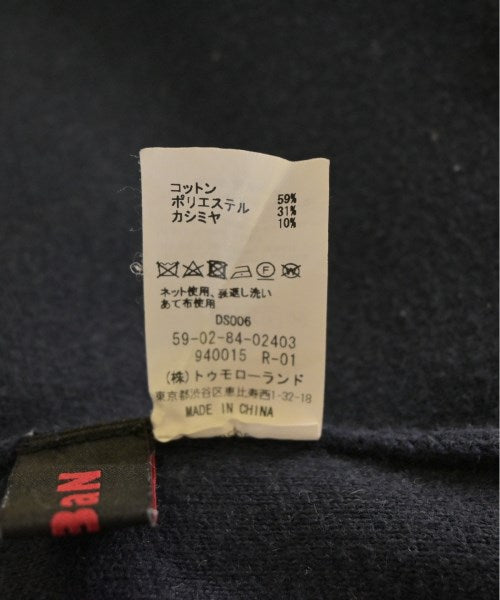 コットン 59%
ポリエステル 31%
カシミヤ 10%
ネット使用、裏返し洗い
あて布使用
DS006
59-02-84-02403
940015 R-01
(株)トゥモローランド
東京都渋谷区恵比寿西1-32-18
MADE IN CHINA
BaN